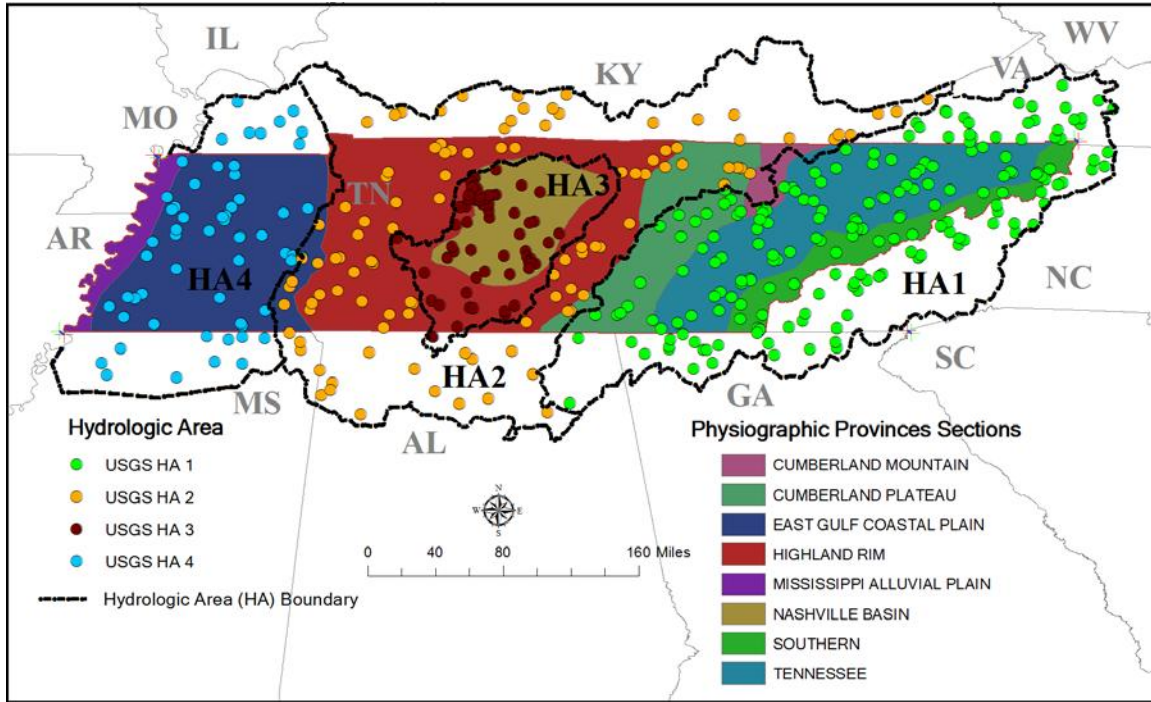 IL
WV
KY
VA
MO
TN
HA3
AR
HA4
HA1
NC
SC
HA2
MS
GA
AL
Hydrologic Area
USGS HA 1
USGS HA 2
USGS HA 3
USGS HA 4
Hydrologic Area (HA) Boundary
N
W E
S
0 40 80 160 Miles
Physiographic Provinces Sections
CUMBERLAND MOUNTAIN
CUMBERLAND PLATEAU
EAST GULF COASTAL PLAIN
HIGHLAND RIM
MISSISSIPPI ALLUVIAL PLAIN
NASHVILLE BASIN
SOUTHERN
TENNESSEE